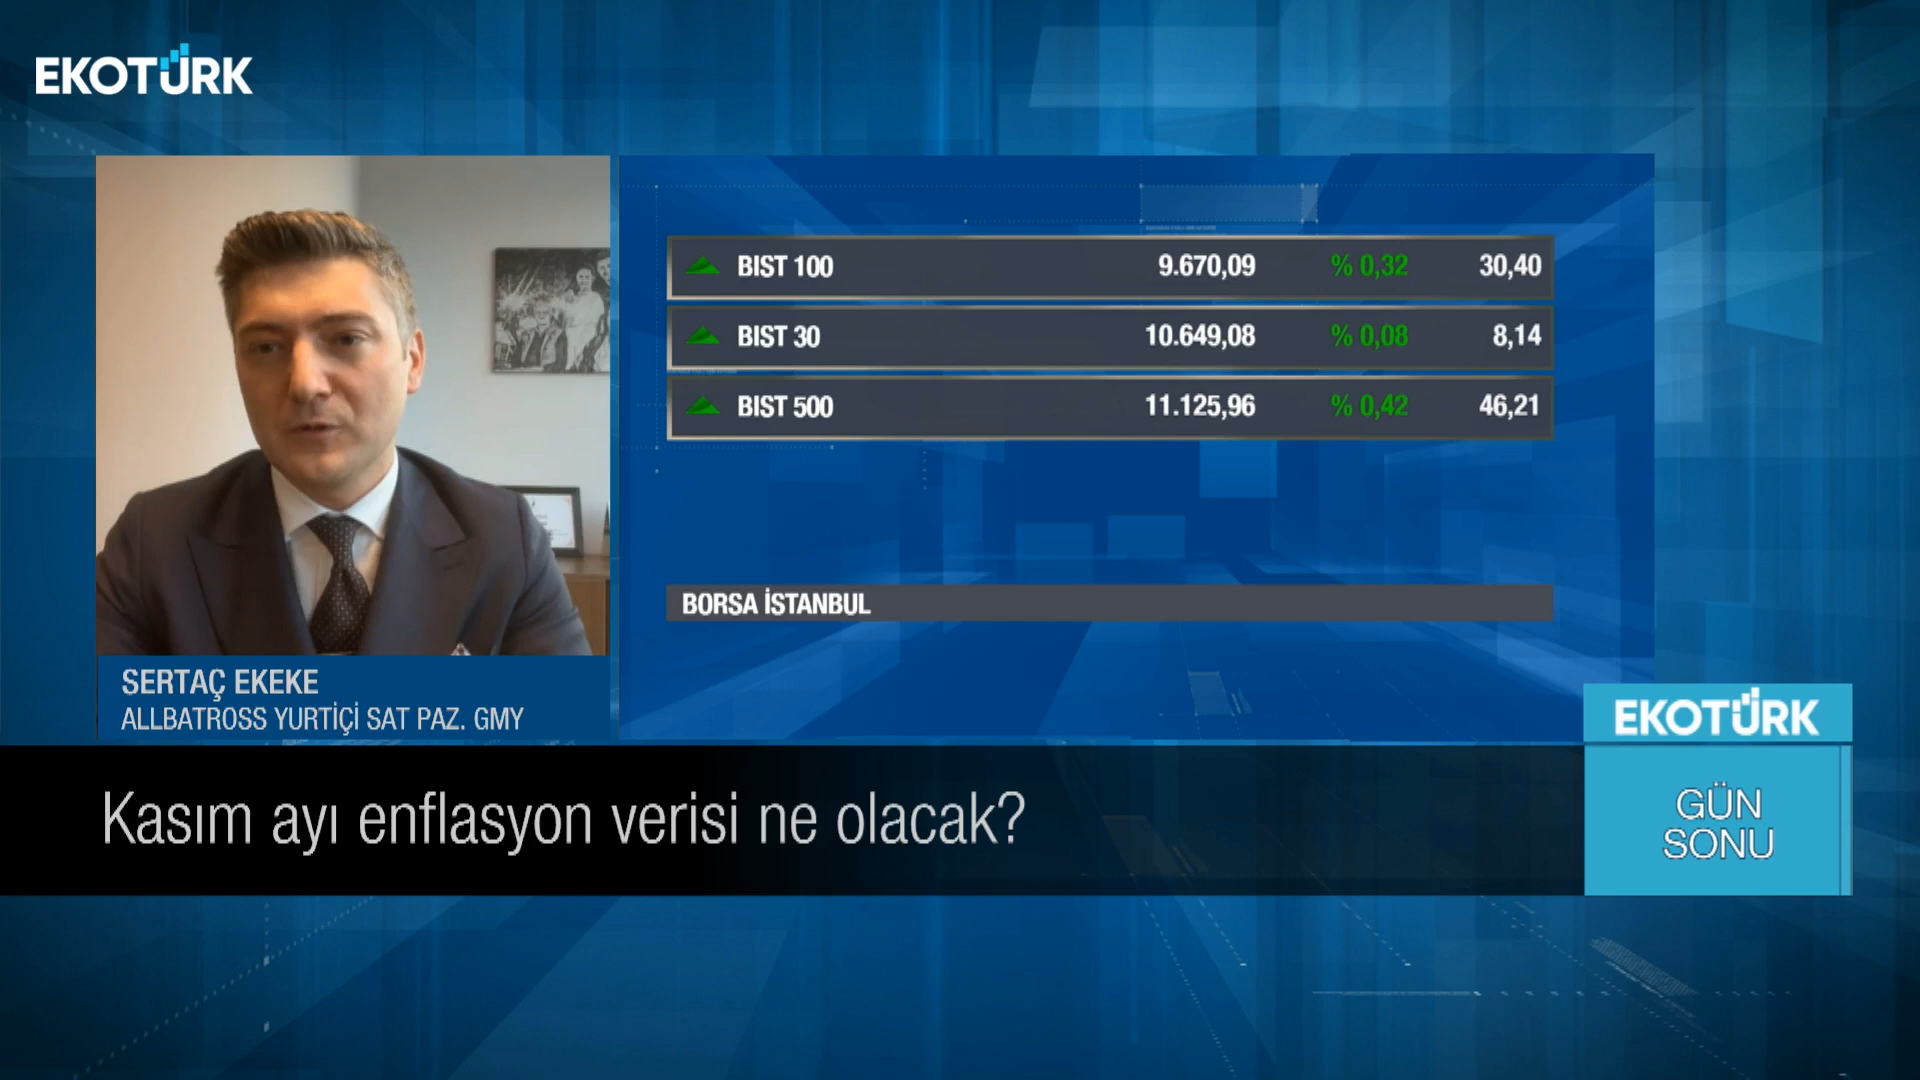 EKOTÜRK
BIST 100 9.670,09 % 0,32 30,40
BIST 30 10.649,08 % 0,08 8,14
BIST 500 11.125,96 % 0,42 46,21
BORSA İSTANBUL
SERTAÇ EKEKE
ALLBATROSS YURTİÇİ SAT PAZ. GMY
Kasım ayı enflasyon verisi ne olacak?
EKOTÜRK
GÜN
SONU